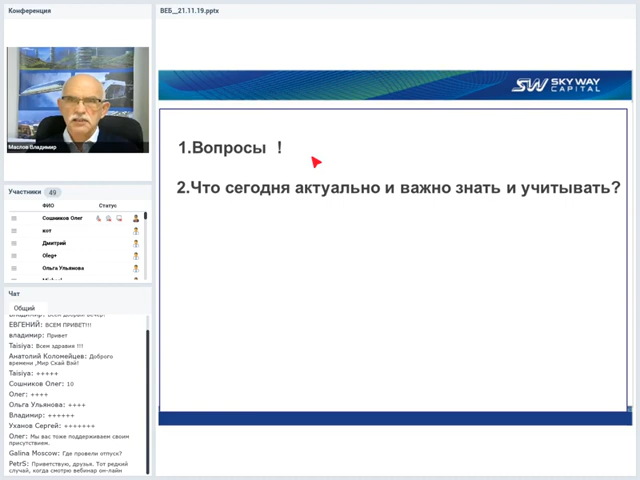 Конференция
ВЕБ__21.11.19.pptx
SKY WAY
CAPITAL
Маслов Владимир
1.Вопросы !
2.Что сегодня актуально и важно знать и учитывать?
Участники 49
ФИО Статус
Сошников Олег
кот
Дмитрий
Oleg+
Ольга Ульянова
Чат
Общий
Владимир: Всем добрый вечер!
ЕВГЕНИЙ: ВСЕМ ПРИВЕТ!!!
владимир: Привет
Taisiya: Всем здравия !!!
Анатолий Коломейцев: Доброго
времени ,Мир Скай Вэй!
Taisiya: +++++
Сошников Олег: 10
Олег: ++++
Ольга Ульянова: ++++
Владимир: ++++++
Уханов Сергей: +++++++
Олег: Мы вас тоже поддерживаем своим
присутствием.
Galina Moscow: Где провели отпуск?
PetrS: Приветствую, друзья. Тот редкий
случай, когда смотрю вебинар он-лайн